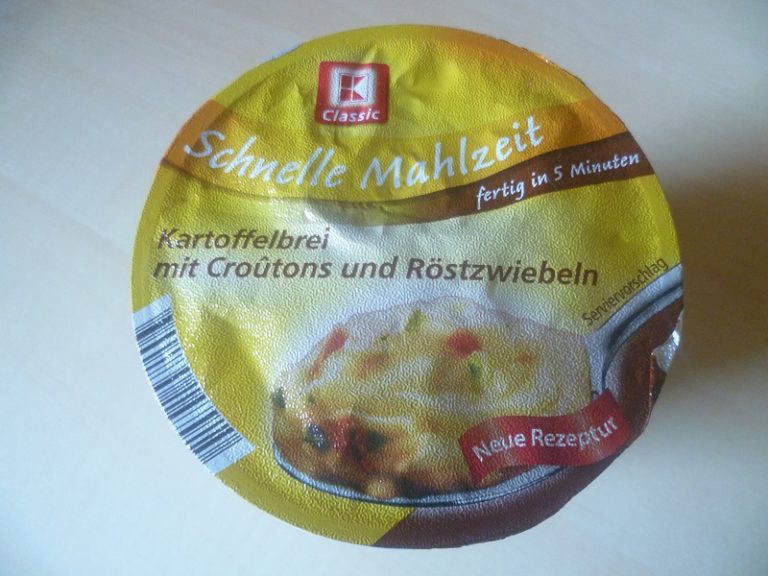 K
Classic
Schnelle Mahlzeit
fertig in 5 Minuten
Kartoffelbrei
mit Croûtons und Röstzwiebeln
Serviervorschlag
Neue Rezeptur